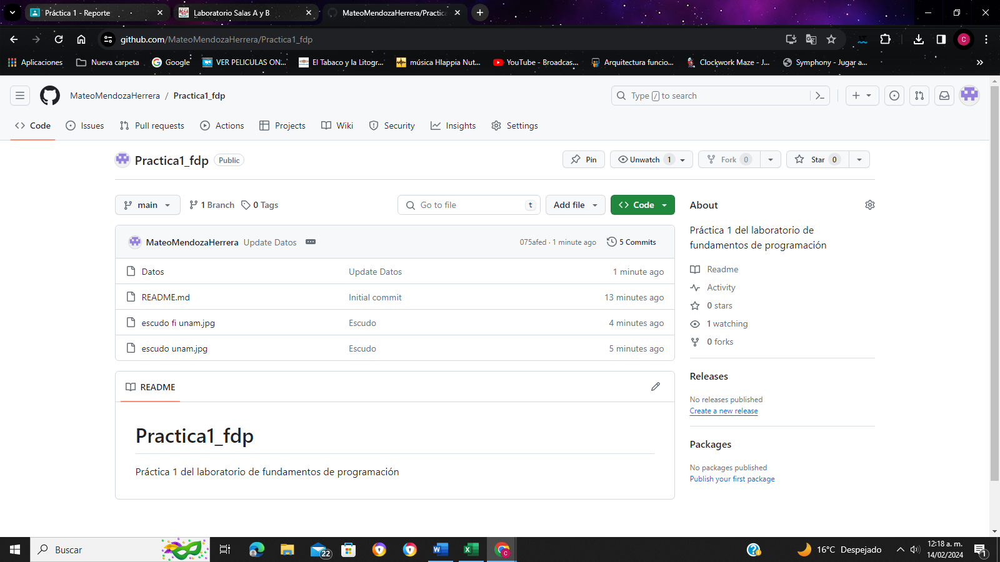 Práctica 1 - Reporte
Laboratorio Salas A y B
MateoMendozaHerrera/Practica
github.com/MateoMendozaHerrera/Practica1_fdp
C
Aplicaciones
Nueva carpeta
Google
VER PELICULAS ON...
El Tabaco y la Litogr...
música Hlappia Nut...
YouTube - Broadcas...
Arquitectura funcio...
Clockwork Maze - J...
Symphony - Jugar a...
MateoMendozaHerrera / Practica1_fdp
Type / to search
Code
Issues
Pull requests
Actions
Projects
Wiki
Security
Insights
Settings
Practica1_fdp Public
Pin
Unwatch 1
Fork 0
Star 0
main
1 Branch
0 Tags
Go to file t
Add file
Code
MateoMendozaHerrera Update Datos
075afed · 1 minute ago
5 Commits
Datos Update Datos 1 minute ago
README.md Initial commit 13 minutes ago
escudo fi unam.jpg Escudo 4 minutes ago
escudo unam.jpg Escudo 5 minutes ago
README
Practica1_fdp
Práctica 1 del laboratorio de fundamentos de programación
About
Práctica 1 del laboratorio de
fundamentos de programación
Readme
Activity
0 stars
1 watching
0 forks
Releases
No releases published
Create a new release
Packages
No packages published
Publish your first package
Buscar
22
16°C Despejado
12:18 a. m.
14/02/2024
1